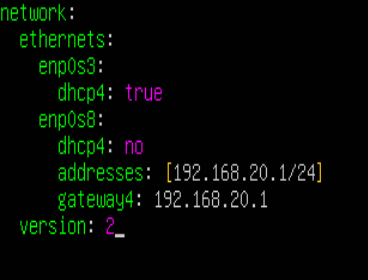 network:
  ethernets:
    enp0s3:
      dhcp4: true
    enp0s8:
      dhcp4: no
      addresses: [192.168.20.1/24]
      gateway4: 192.168.20.1
  version: 2_